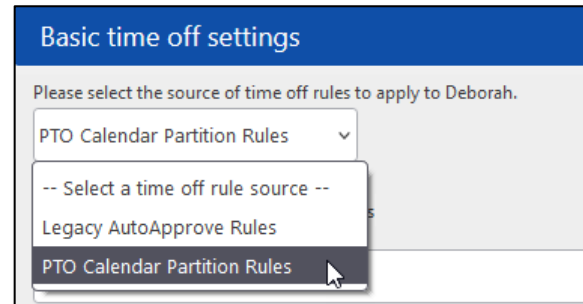 Basic time off settings
Please select the source of time off rules to apply to Deborah.
PTO Calendar Partition Rules
-- Select a time off rule source --
Legacy AutoApprove Rules
PTO Calendar Partition Rules